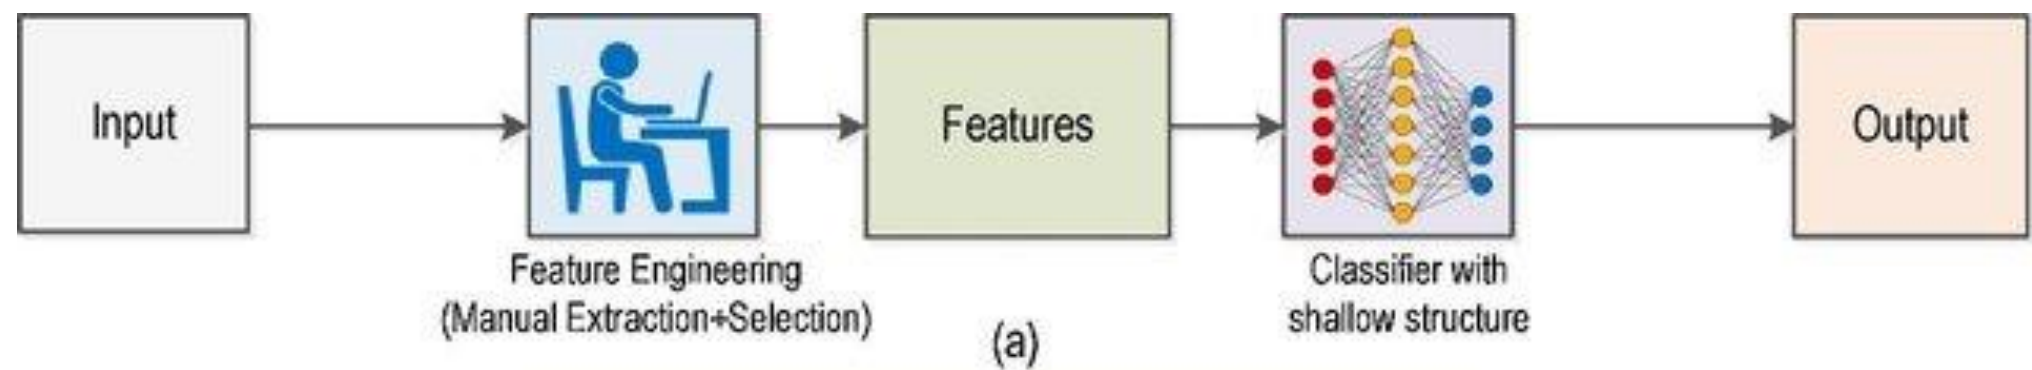 Input
Features
Output
Feature Engineering
(Manual Extraction+Selection)
Classifier with
shallow structure
(a)